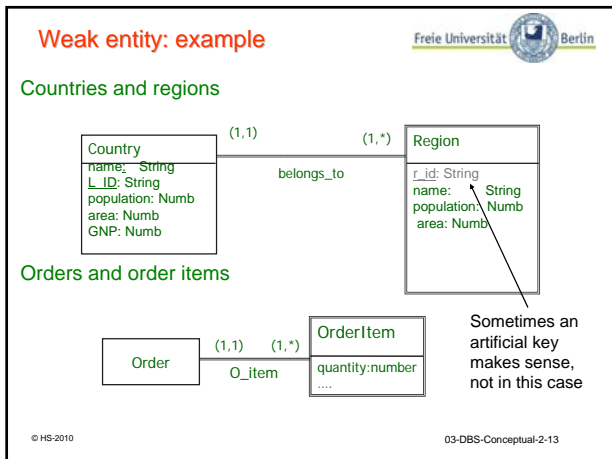 Weak entity: example
Freie Universität Berlin
Countries and regions
(1,1) (1,*)
Country
name: String
L_ID: String
population: Numb
area: Numb
GNP: Numb
belongs_to
Region
r_id: String
name: String
population: Numb
area: Numb
Orders and order items
Order
(1,1) (1,*)
O_item
OrderItem
quantity:number
....
Sometimes an
artificial key
makes sense,
not in this case
© HS-2010
03-DBS-Conceptual-2-13